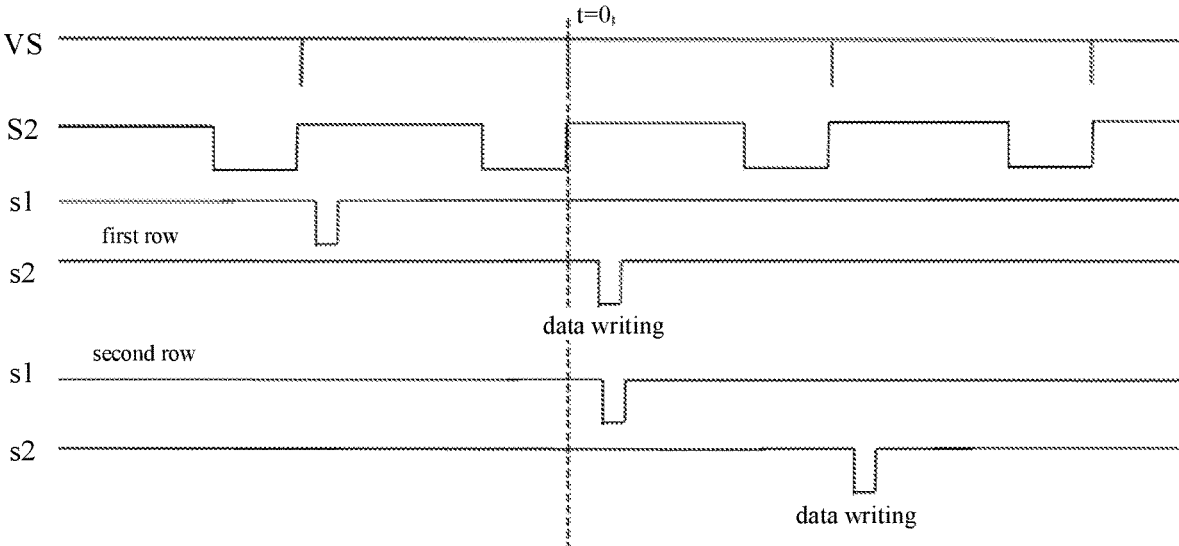 t=0
VS
S2
s1
first row
s2
data writing
second row
s1
s2
data writing